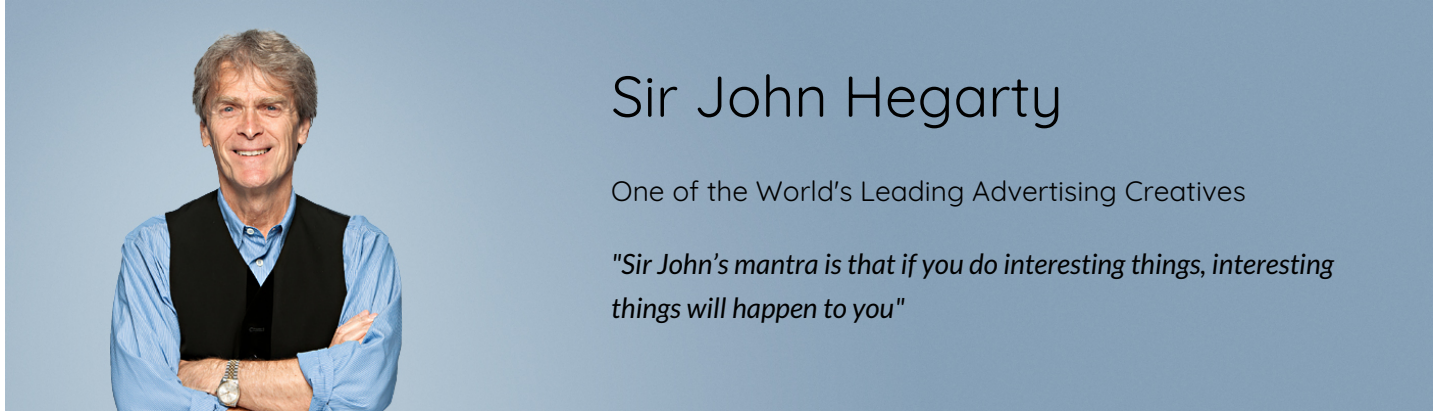 Sir John Hegarty
One of the World's Leading Advertising Creatives
"Sir John’s mantra is that if you do interesting things, interesting
things will happen to you"